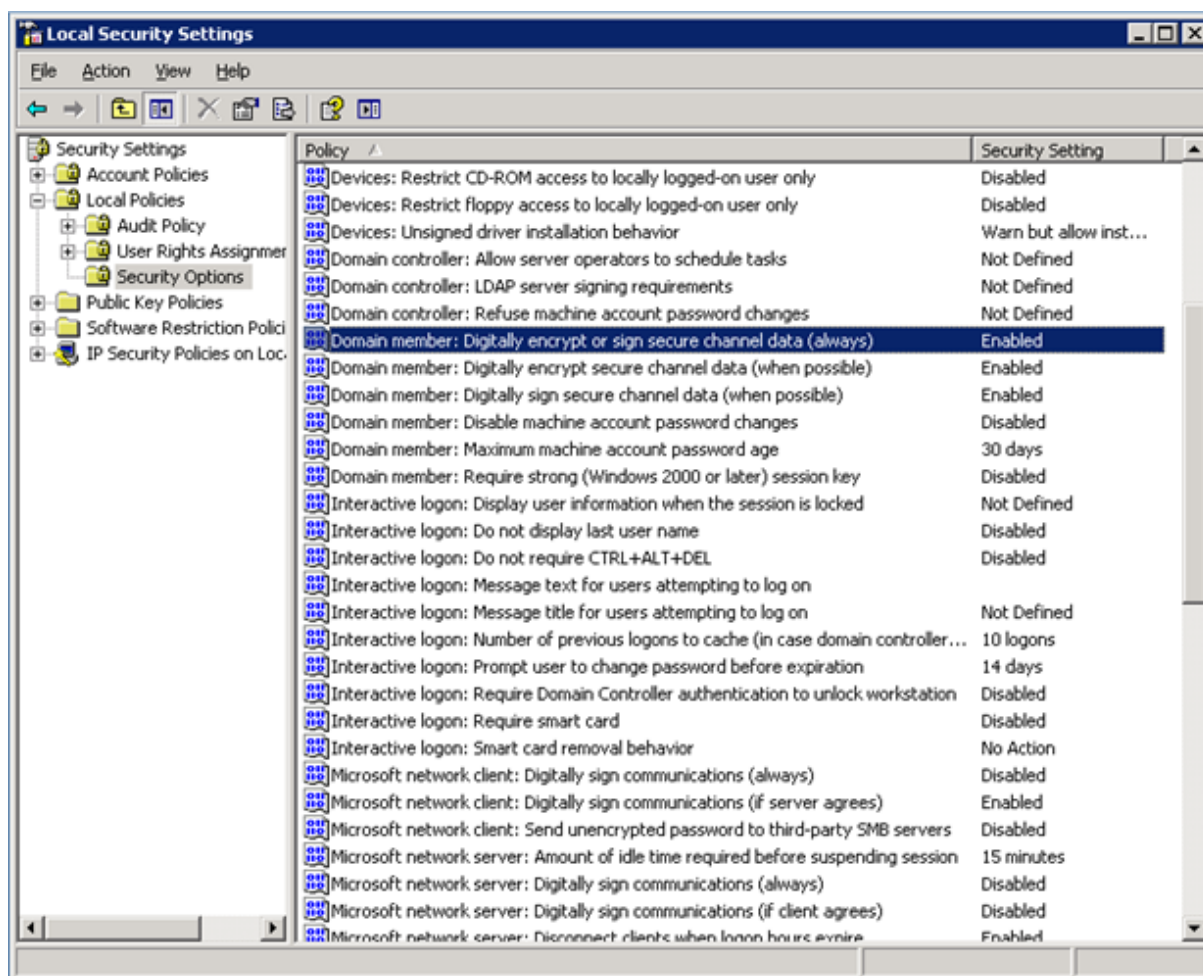 Local Security Settings
File Action View Help
Security Settings
Account Policies
Local Policies
Audit Policy
User Rights Assignmer
Security Options
Public Key Policies
Software Restriction Polici
IP Security Policies on Loc
Policy Security Setting
Devices: Restrict CD-ROM access to locally logged-on user only Disabled
Devices: Restrict floppy access to locally logged-on user only Disabled
Devices: Unsigned driver installation behavior Warn but allow inst...
Domain controller: Allow server operators to schedule tasks Not Defined
Domain controller: LDAP server signing requirements Not Defined
Domain controller: Refuse machine account password changes Not Defined
Domain member: Digitally encrypt or sign secure channel data (always) Enabled
Domain member: Digitally encrypt secure channel data (when possible) Enabled
Domain member: Digitally sign secure channel data (when possible) Enabled
Domain member: Disable machine account password changes Disabled
Domain member: Maximum machine account password age 30 days
Domain member: Require strong (Windows 2000 or later) session key Disabled
Interactive logon: Display user information when the session is locked Not Defined
Interactive logon: Do not display last user name Disabled
Interactive logon: Do not require CTRL+ALT+DEL Disabled
Interactive logon: Message text for users attempting to log on
Interactive logon: Message title for users attempting to log on Not Defined
Interactive logon: Number of previous logons to cache (in case domain controller... 10 logons
Interactive logon: Prompt user to change password before expiration 14 days
Interactive logon: Require Domain Controller authentication to unlock workstation Disabled
Interactive logon: Require smart card Disabled
Interactive logon: Smart card removal behavior No Action
Microsoft network client: Digitally sign communications (always) Disabled
Microsoft network client: Digitally sign communications (if server agrees) Enabled
Microsoft network client: Send unencrypted password to third-party SMB servers Disabled
Microsoft network server: Amount of idle time required before suspending session 15 minutes
Microsoft network server: Digitally sign communications (always) Disabled
Microsoft network server: Digitally sign communications (if client agrees) Disabled
Microsoft network server: Disconnect clients when logon hours expire Enabled